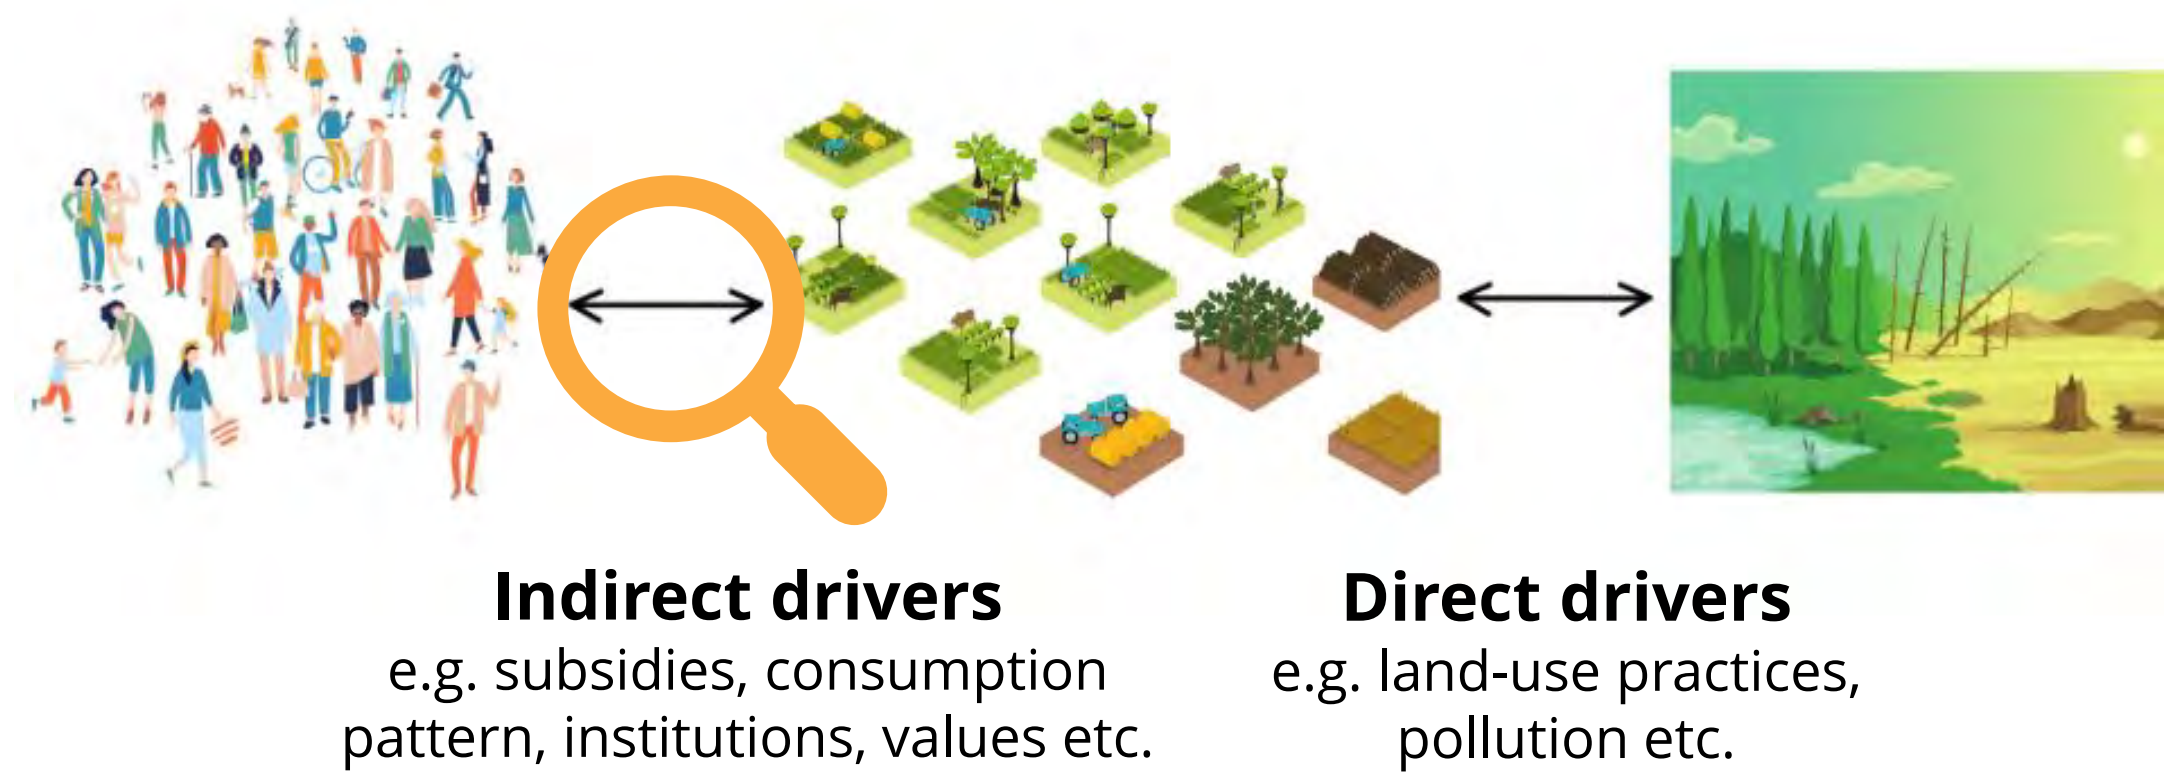 Indirect drivers
e.g. subsidies, consumption
pattern, institutions, values etc.
Direct drivers
e.g. land-use practices,
pollution etc.